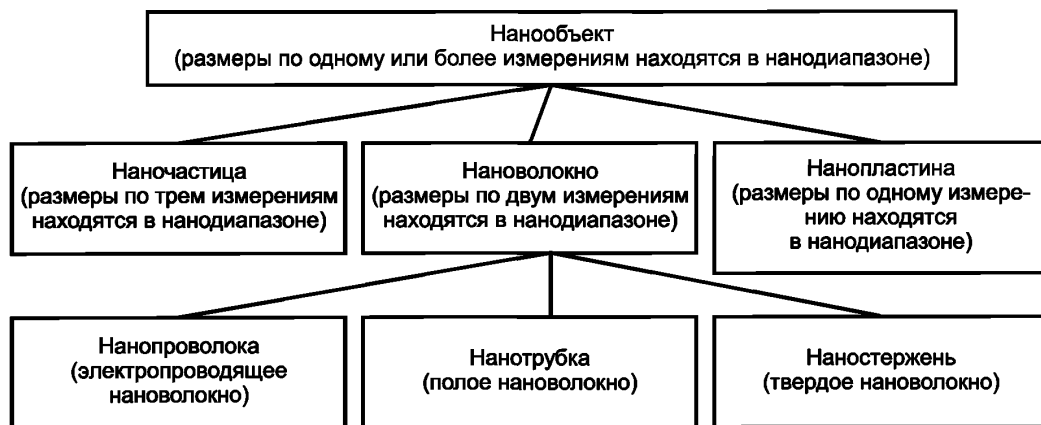 Нанообъект
(размеры по одному или более измерениям находятся в нанодиапазоне)
Наночастица
(размеры по трем измерениям
находятся в нанодиапазоне)
Нановолокно
(размеры по двум измерениям
находятся в нанодиапазоне)
Нанопластина
(размеры по одному измере-
нию находятся
в нанодиапазоне)
Нанопроволока
(электропроводящее
нановолокно)
Нанотрубка
(полое нановолокно)
Наностержень
(твердое нановолокно)